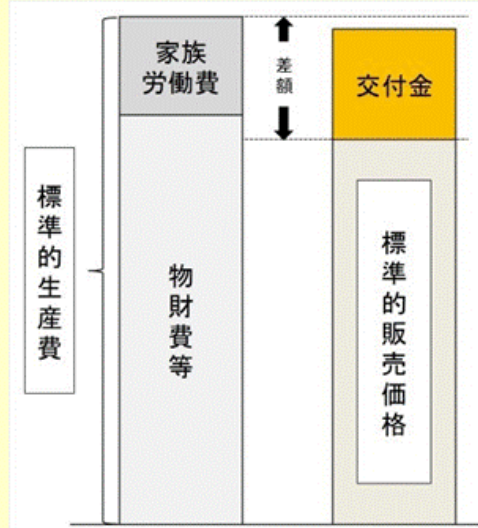 標準的生産費
家族
労働費
物財費等
差額
交付金
標準的販売価格